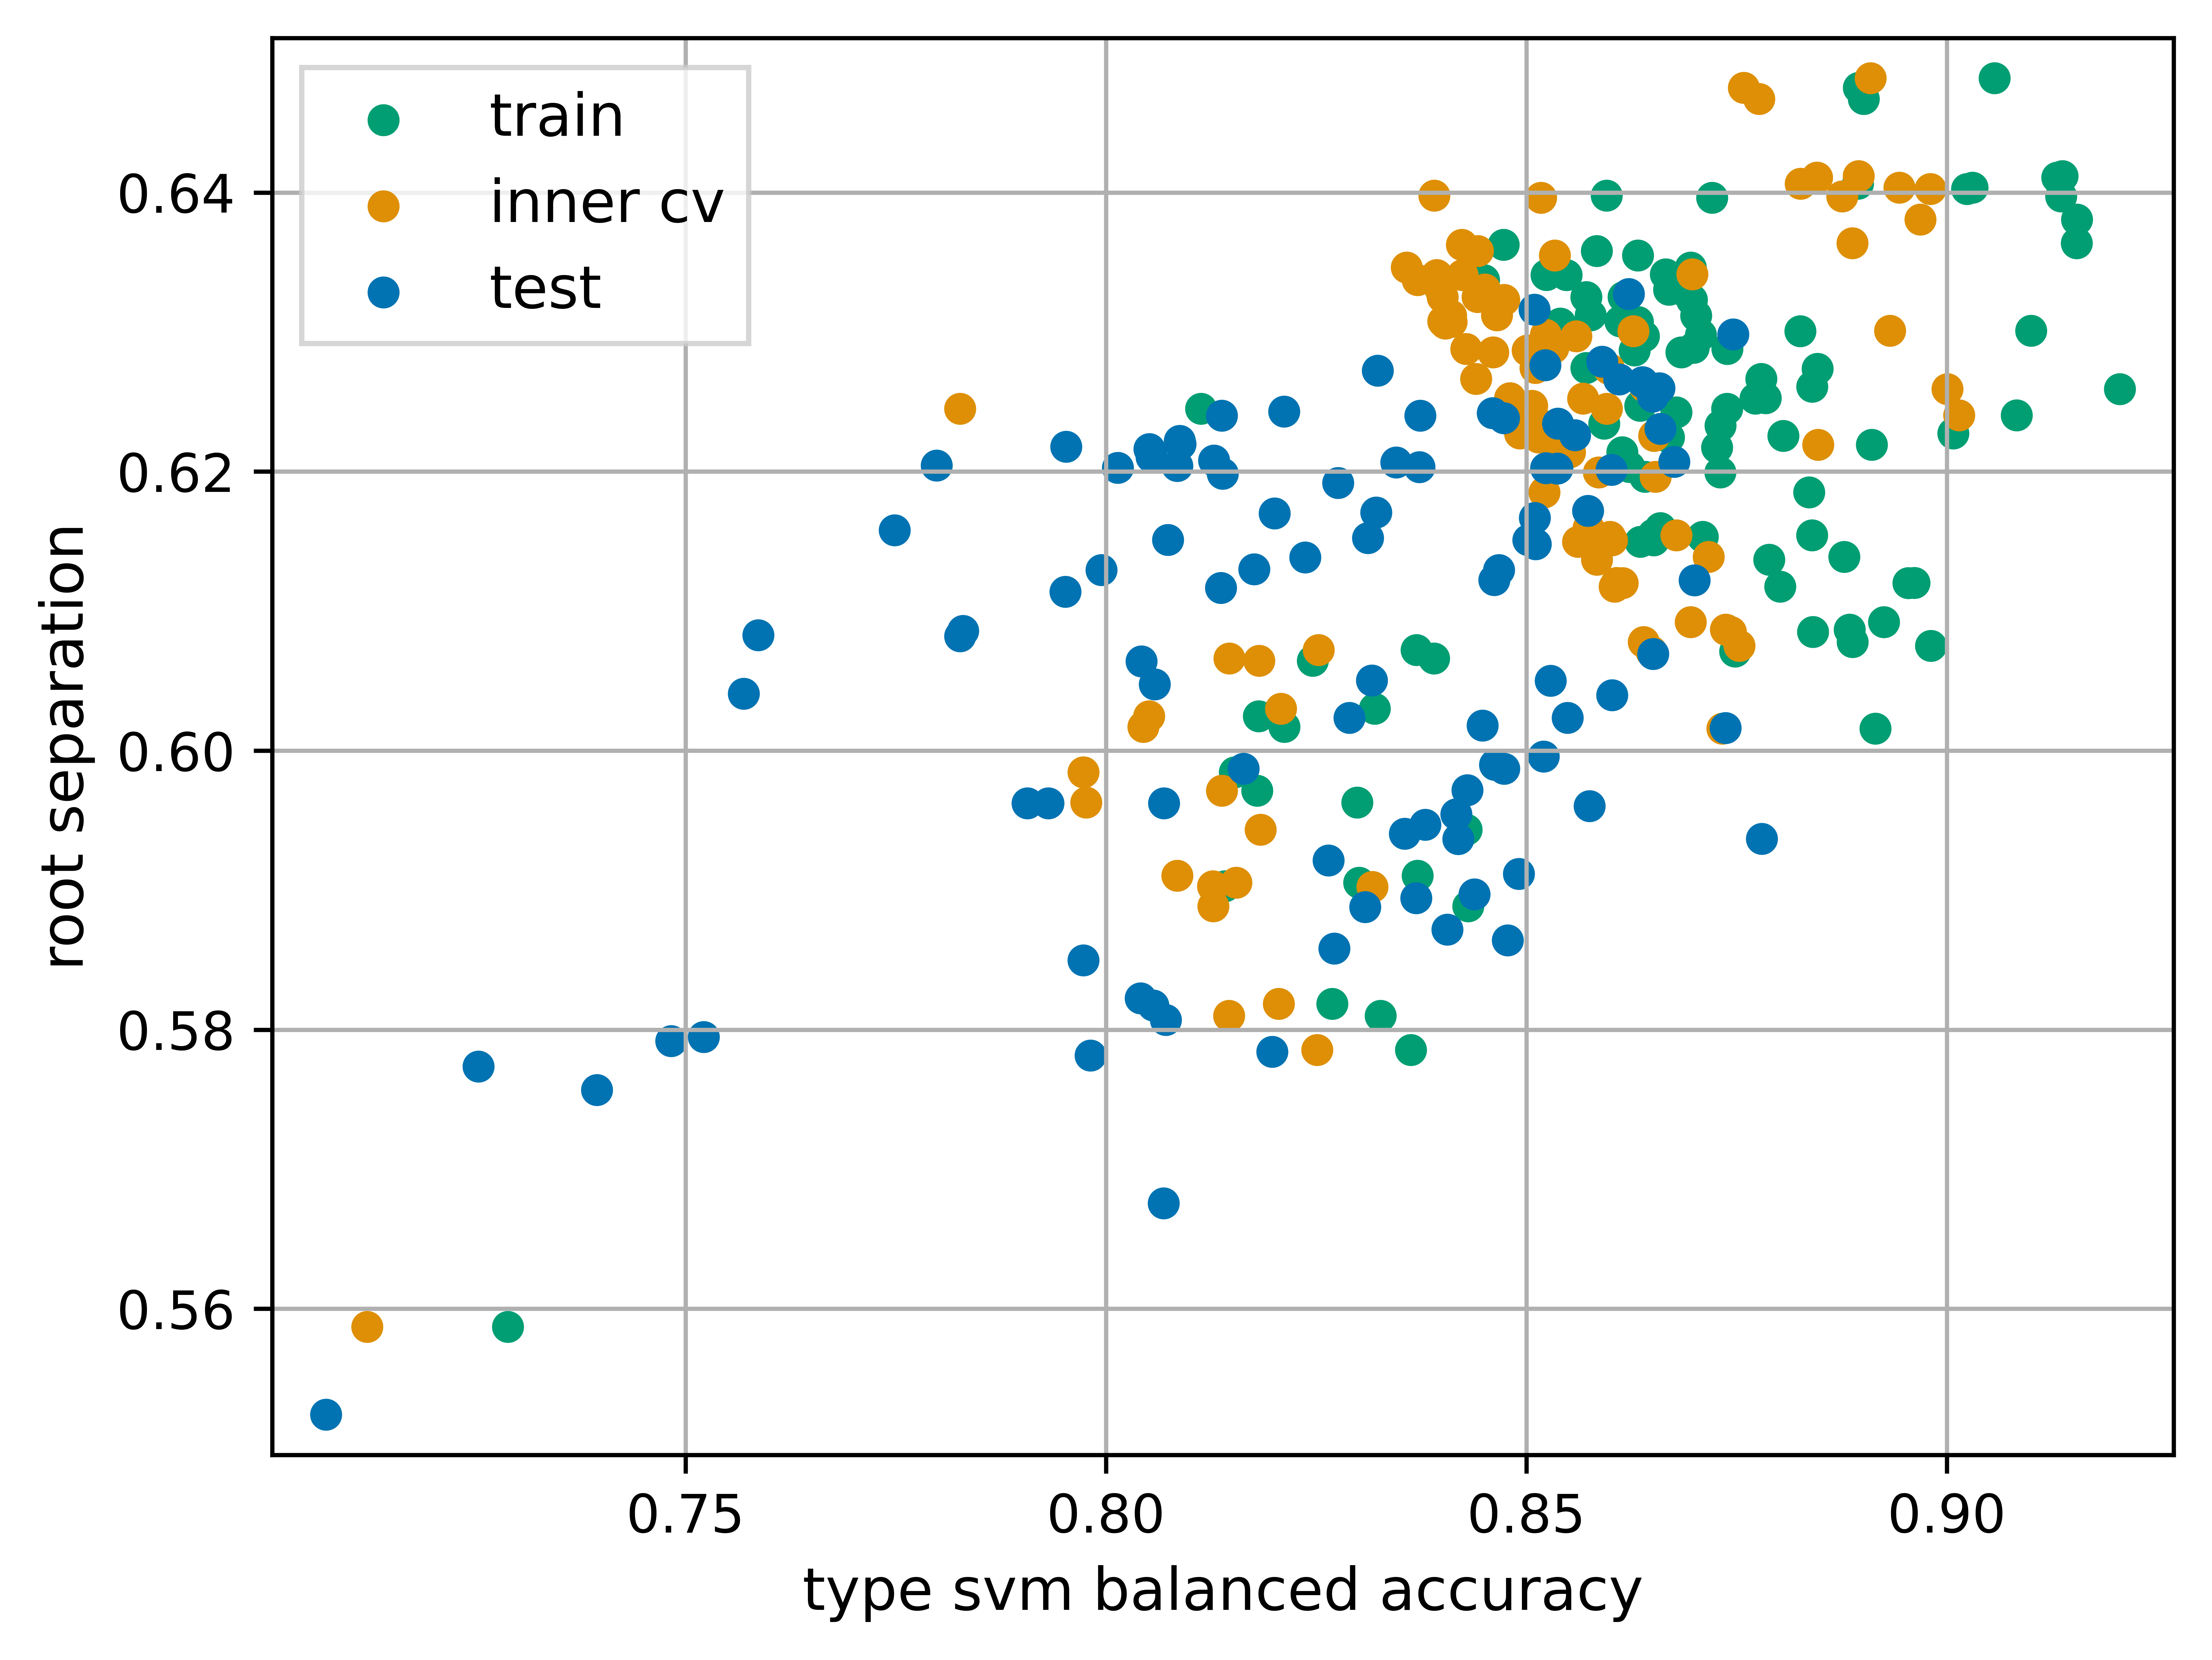 train
inner cv
test
0.64
0.62
0.60
0.58
0.56
root separation
0.75
0.80
0.85
0.90
type svm balanced accuracy